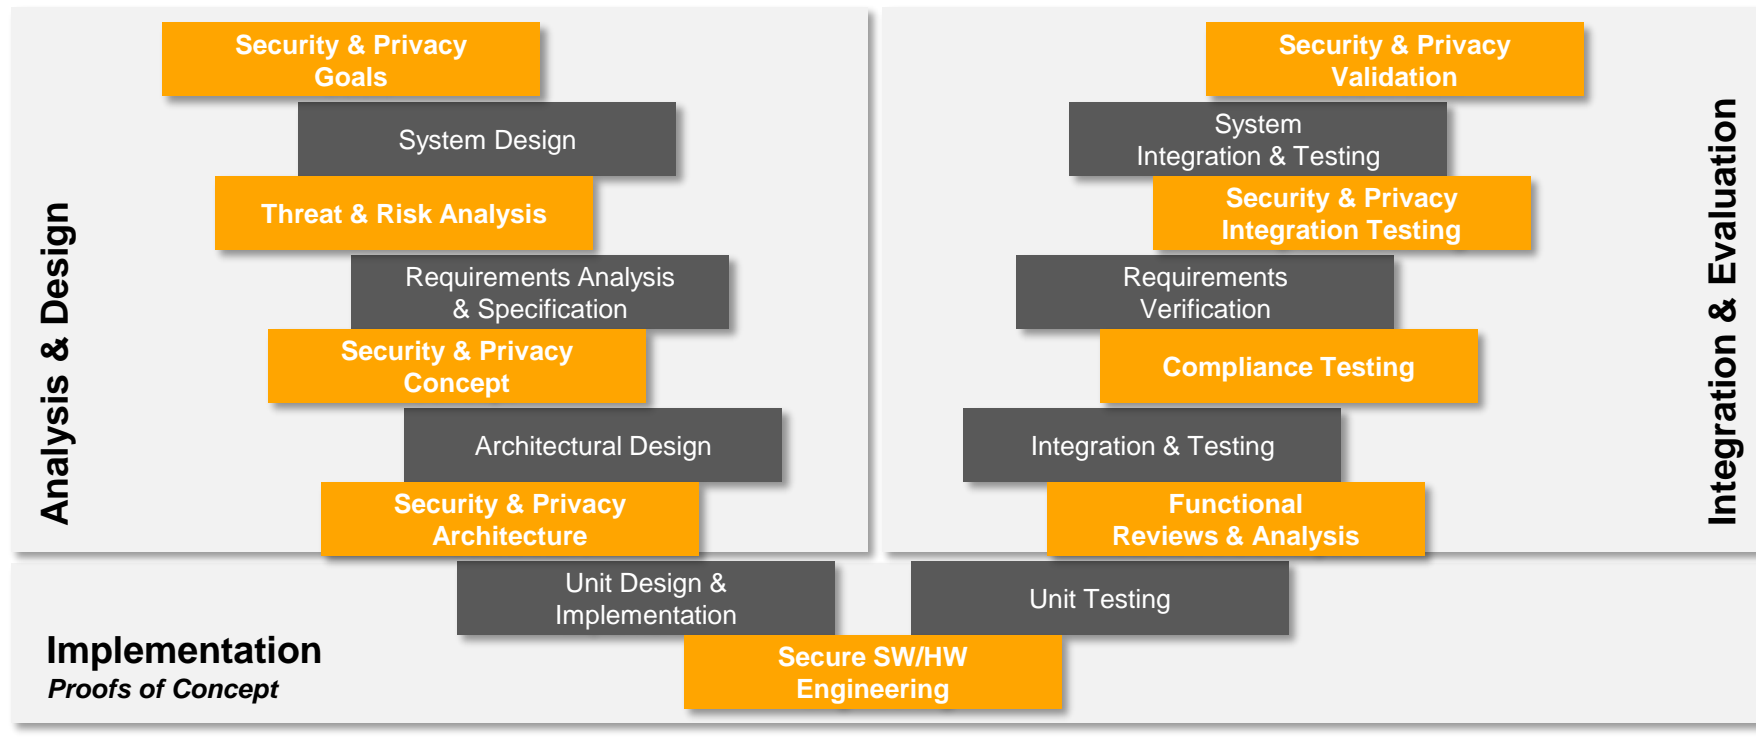 Analysis & Design
Security & Privacy
Goals
System Design
Threat & Risk Analysis
Requirements Analysis
& Specification
Security & Privacy
Concept
Architectural Design
Security & Privacy
Architecture
Integration & Evaluation
Security & Privacy
Validation
System
Integration & Testing
Security & Privacy
Integration Testing
Requirements
Verification
Compliance Testing
Integration & Testing
Functional
Reviews & Analysis
Implementation
Proofs of Concept
Unit Design &
Implementation
Unit Testing
Secure SW/HW
Engineering